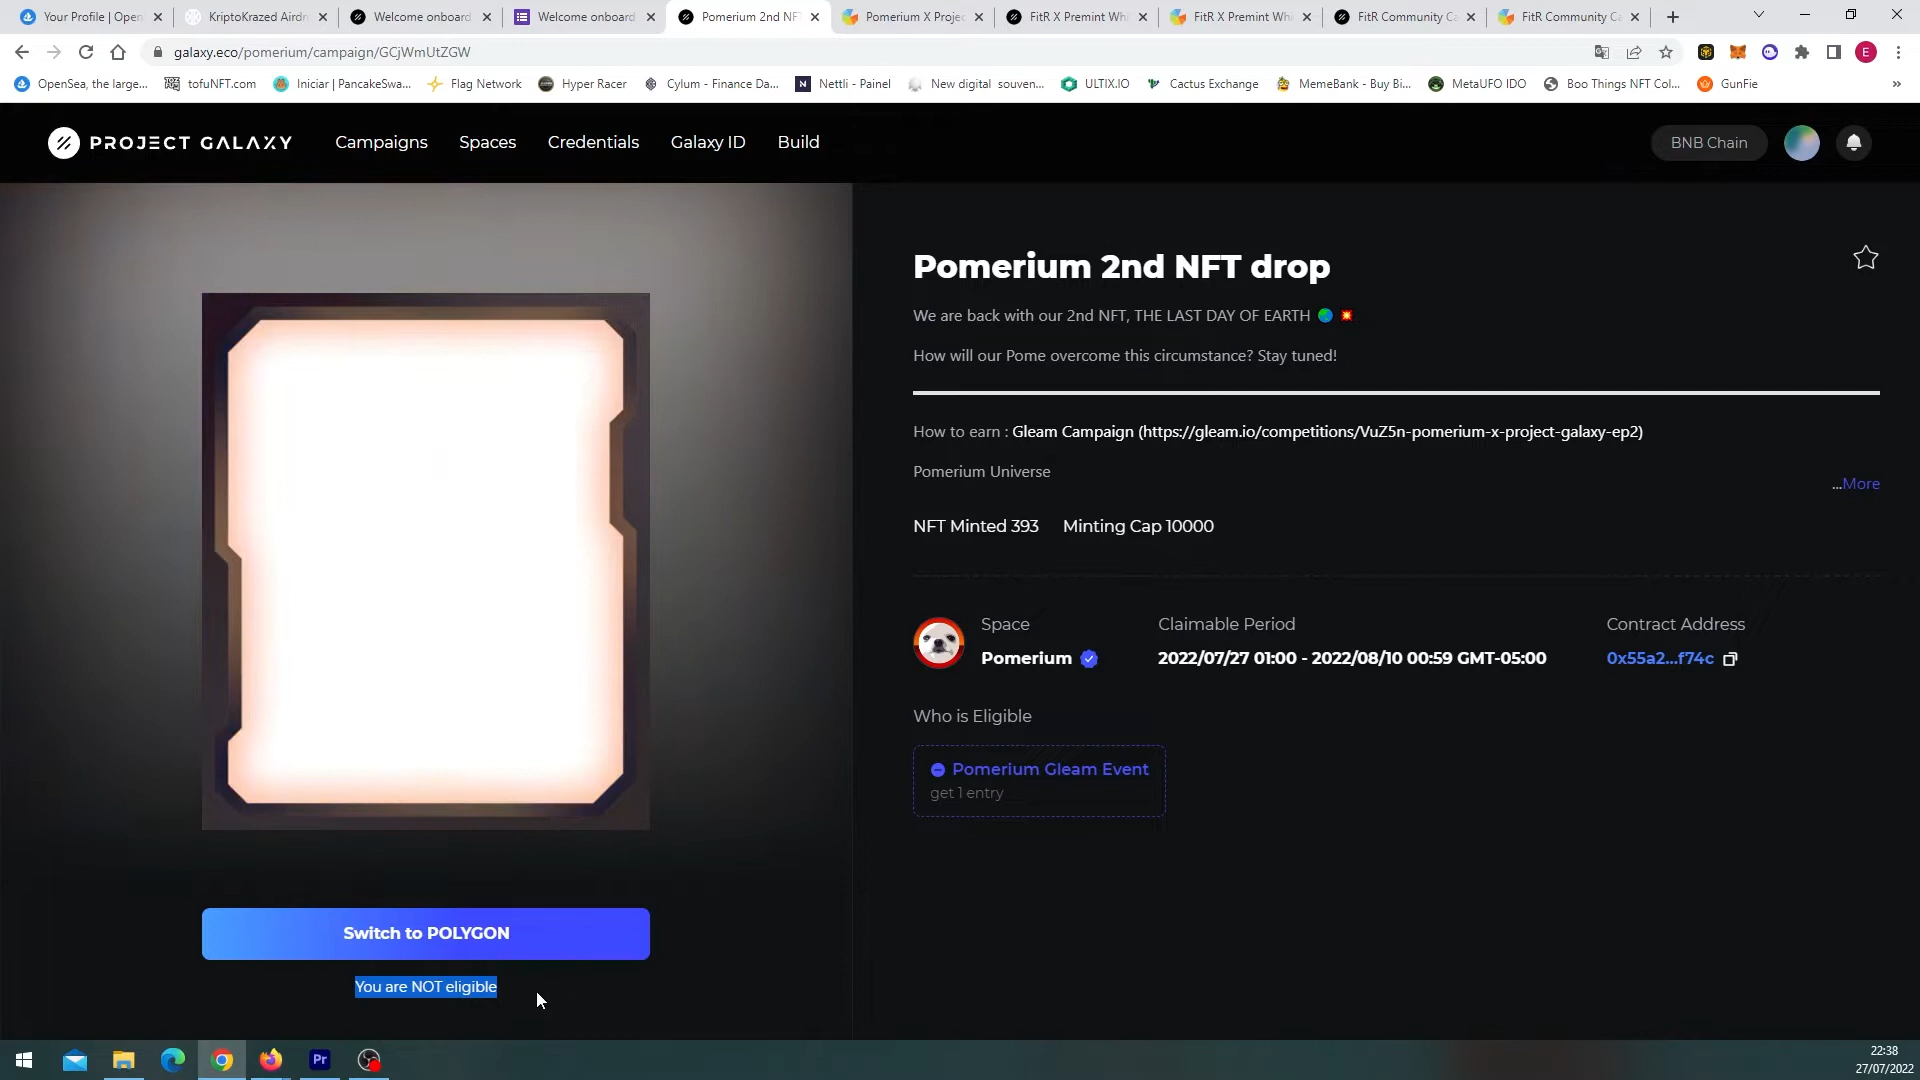 Your Profile | Open
KriptoKrazed Airdr
Welcome onboard
Welcome onboard
Pomerium 2nd NFT
Pomerium X Projec
FitR X Premint Whi
FitR X Premint Whi
FitR Community Ca
FitR Community Ca
galaxy.eco/pomerium/campaign/GCjWmUtZGW
E
OpenSea, the large...
tofuNFT.com
Iniciar | PancakeSwa...
Flag Network
Hyper Racer
Cylum - Finance Da...
Nettli - Painel
New digital souven...
ULTIX.IO
Cactus Exchange
MemeBank - Buy Bi...
MetaUFO IDO
Boo Things NFT Col...
GunFie
»
PROJECT GALAXY
Campaigns
Spaces
Credentials
Galaxy ID
Build
BNB Chain
Pomerium 2nd NFT drop
We are back with our 2nd NFT, THE LAST DAY OF EARTH 🌏 💥
How will our Pome overcome this circumstance? Stay tuned!
How to earn : Gleam Campaign (https://gleam.io/competitions/VuZ5n-pomerium-x-project-galaxy-ep2)
Pomerium Universe
...More
NFT Minted 393 Minting Cap 10000
Space
Pomerium
Claimable Period
2022/07/27 01:00 - 2022/08/10 00:59 GMT-05:00
Contract Address
0x55a2...f74c
Who is Eligible
Pomerium Gleam Event
get 1 entry
Switch to POLYGON
You are NOT eligible
Pr
22:38
27/07/2022